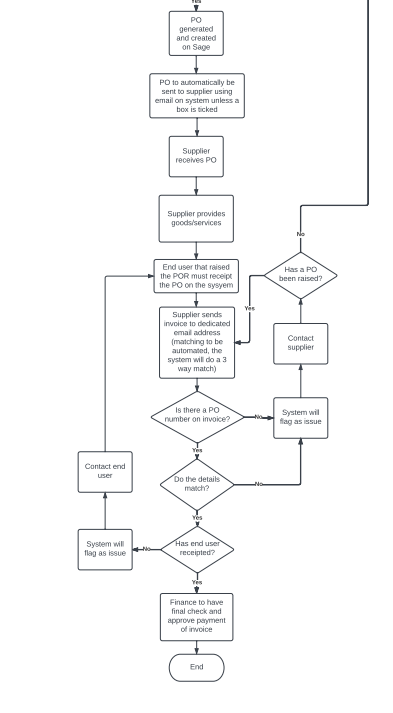 Yes
PO
generated
and created
on Sage
PO to automatically be
sent to supplier using
email on system unless a
box is ticked
Supplier
receives PO
Supplier provides
goods/services
No
End user that raised
the POR must receipt
the PO on the sysyem
Has a PO
been raised?
Yes
Supplier sends
invoice to dedicated
email address
(matching to be
automated, the
system will do a 3
way match)
Contact
supplier
Is there a PO
number on invoice?
No
System will
flag as issue
Yes
Contact end
user
Do the details
match?
No
Yes
System will
flag as issue
No
Has end user
receipted?
Yes
Finance to have
final check and
approve payment
of invoice
End